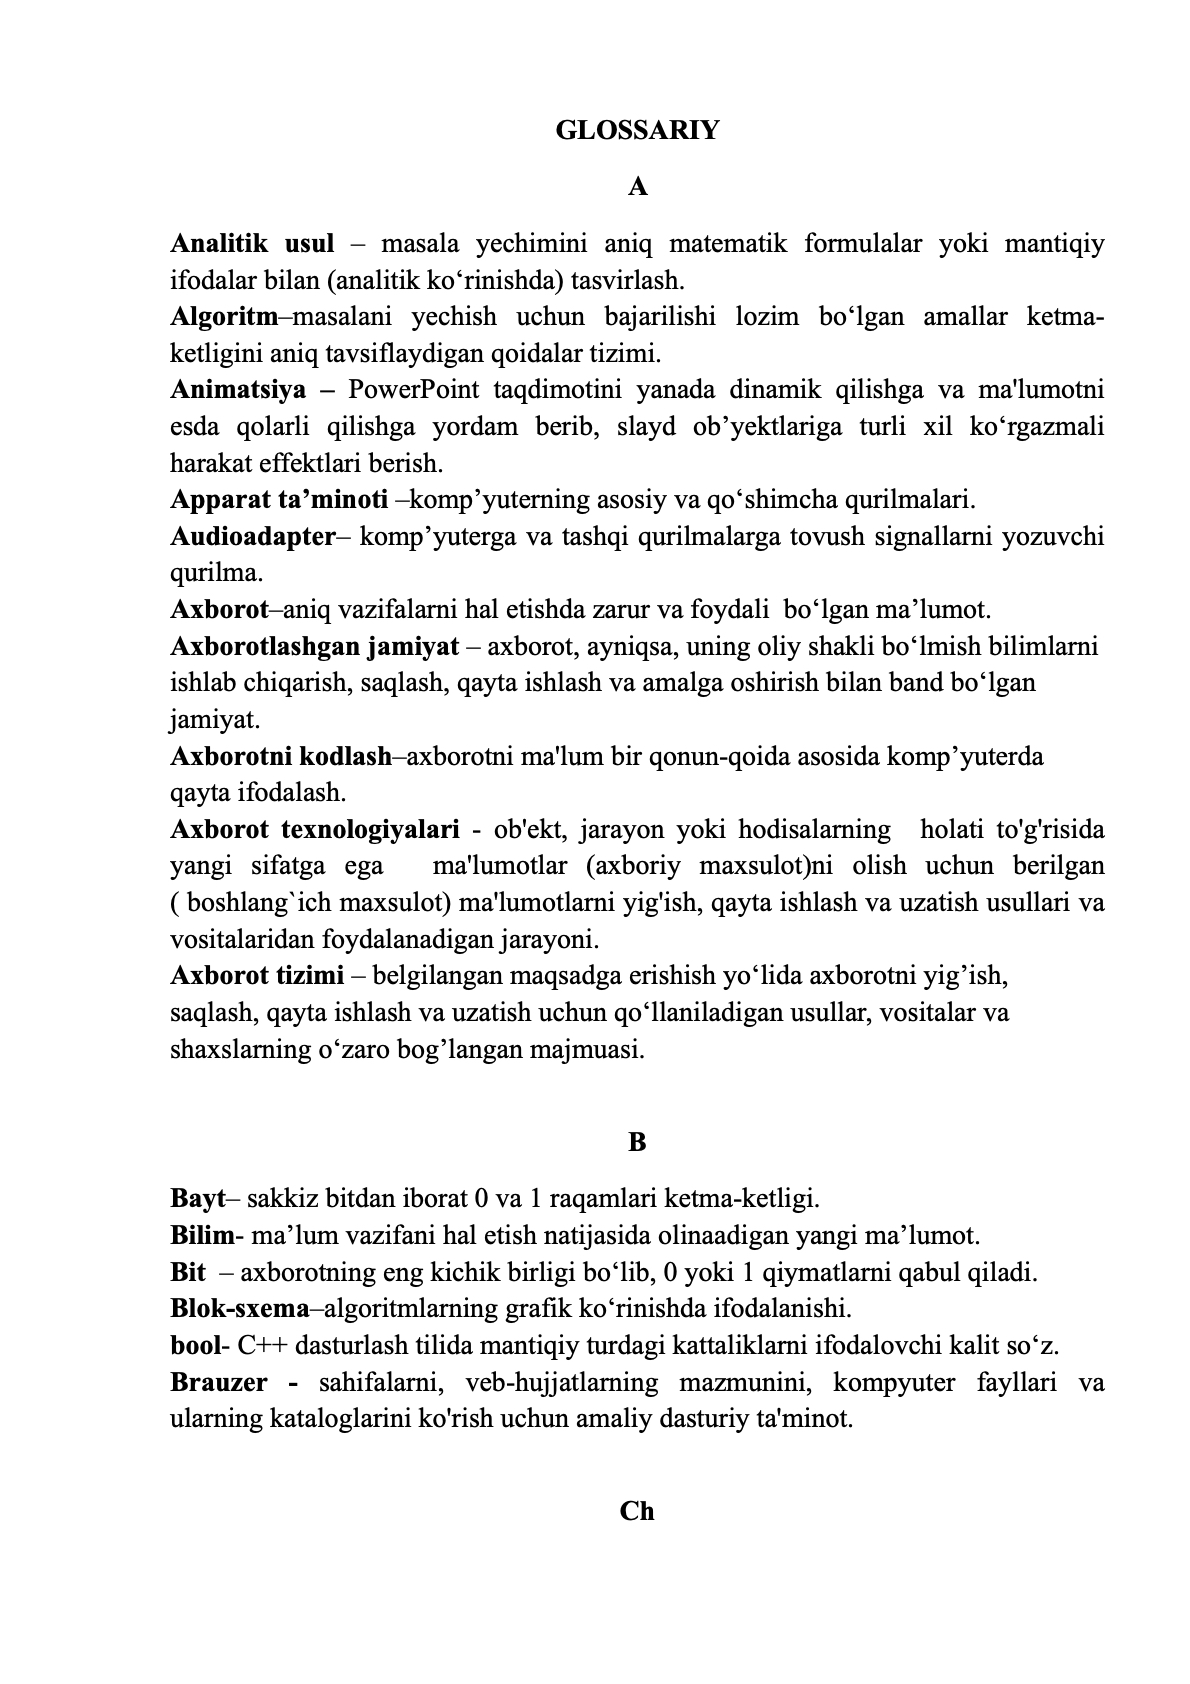 GLOSSARIY
A
Analitik usul – masala yechimini aniq matematik formulalar yoki mantiqiy
ifodalar bilan (analitik ko‘rinishda) tasvirlash.
Algoritm–masalani yechish uchun bajarilishi lozim bo‘lgan amallar ketma-
ketligini aniq tavsiflaydigan qoidalar tizimi.
Animatsiya – PowerPoint taqdimotini yanada dinamik qilishga va ma'lumotni
esda qolarli qilishga yordam berib, slayd ob’yektlariga turli xil ko‘rgazmali
harakat effektlari berish.
Apparat ta’minoti –komp’yuterning asosiy va qo‘shimcha qurilmalari.
Audioadapter– komp’yuterga va tashqi qurilmalarga tovush signallarni yozuvchi
qurilma.
Axborot–aniq vazifalarni hal etishda zarur va foydali  bo‘lgan ma’lumot.
Axborotlashgan jamiyat – axborot, ayniqsa, uning oliy shakli bo‘lmish bilimlarni
ishlab chiqarish, saqlash, qayta ishlash va amalga oshirish bilan band bo‘lgan
jamiyat.
Axborotni kodlash–axborotni ma'lum bir qonun-qoida asosida komp’yuterda
qayta ifodalash.
Axborot texnologiyalari - ob'ekt, jarayon yoki hodisalarning  holati to'g'risida
yangi sifatga ega   ma'lumotlar (axboriy maxsulot)ni olish uchun berilgan
( boshlang`ich maxsulot) ma'lumotlarni yig'ish, qayta ishlash va uzatish usullari va
vositalaridan foydalanadigan jarayoni.
Axborot tizimi – belgilangan maqsadga erishish yo‘lida axborotni yig’ish,
saqlash, qayta ishlash va uzatish uchun qo‘llaniladigan usullar, vositalar va
shaxslarning o‘zaro bog’langan majmuasi.
B
Bayt– sakkiz bitdan iborat 0 va 1 raqamlari ketma-ketligi.
Bilim- ma’lum vazifani hal etish natijasida olinaadigan yangi ma’lumot.
Bit  – axborotning eng kichik birligi bo‘lib, 0 yoki 1 qiymatlarni qabul qiladi.
Blok-sxema–algoritmlarning grafik ko‘rinishda ifodalanishi.
bool- C++ dasturlash tilida mantiqiy turdagi kattaliklarni ifodalovchi kalit so‘z.
Brauzer - sahifalarni, veb-hujjatlarning mazmunini, kompyuter fayllari va
ularning kataloglarini ko'rish uchun amaliy dasturiy ta'minot.
Ch